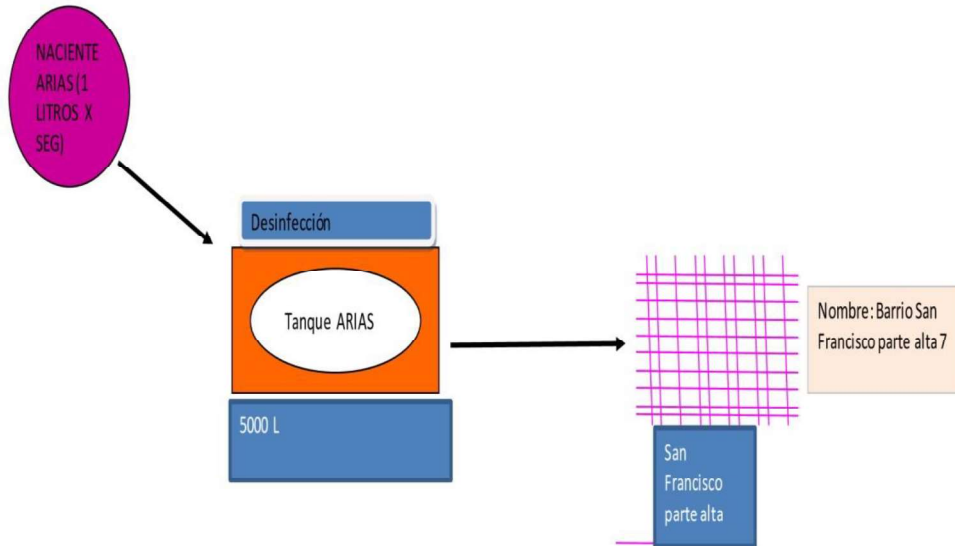 NACIENTE
ARIAS (1
LITROS X
SEG)
Desinfección
Tanque ARIAS
5000 L
Nombre: Barrio San
Francisco parte alta 7
San
Francisco
parte alta